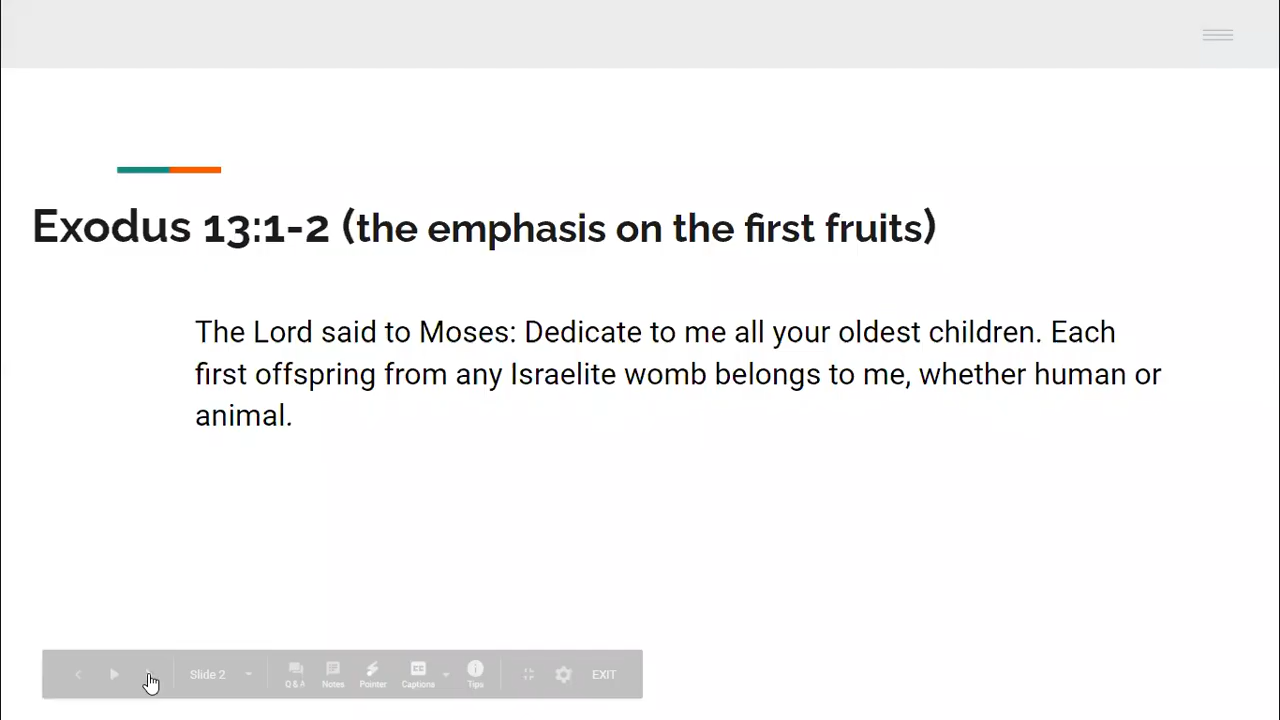 Exodus 13:1-2 (the emphasis on the first fruits)
The Lord said to Moses: Dedicate to me all your oldest children. Each
first offspring from any Israelite womb belongs to me, whether human or
animal.
Slide 2
Q & A
Notes
Pointer
CC
Captions
Tips
EXIT